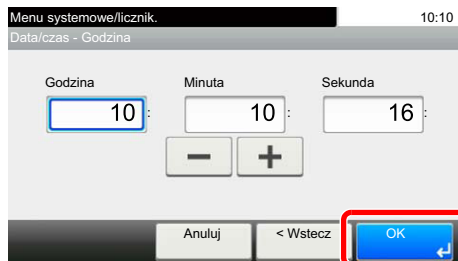 Menu systemowe/licznik. 10:10
Data/czas - Godzina
Godzina Minuta Sekunda
10 : 10 : 16 :
− +
Anuluj < Wstecz OK